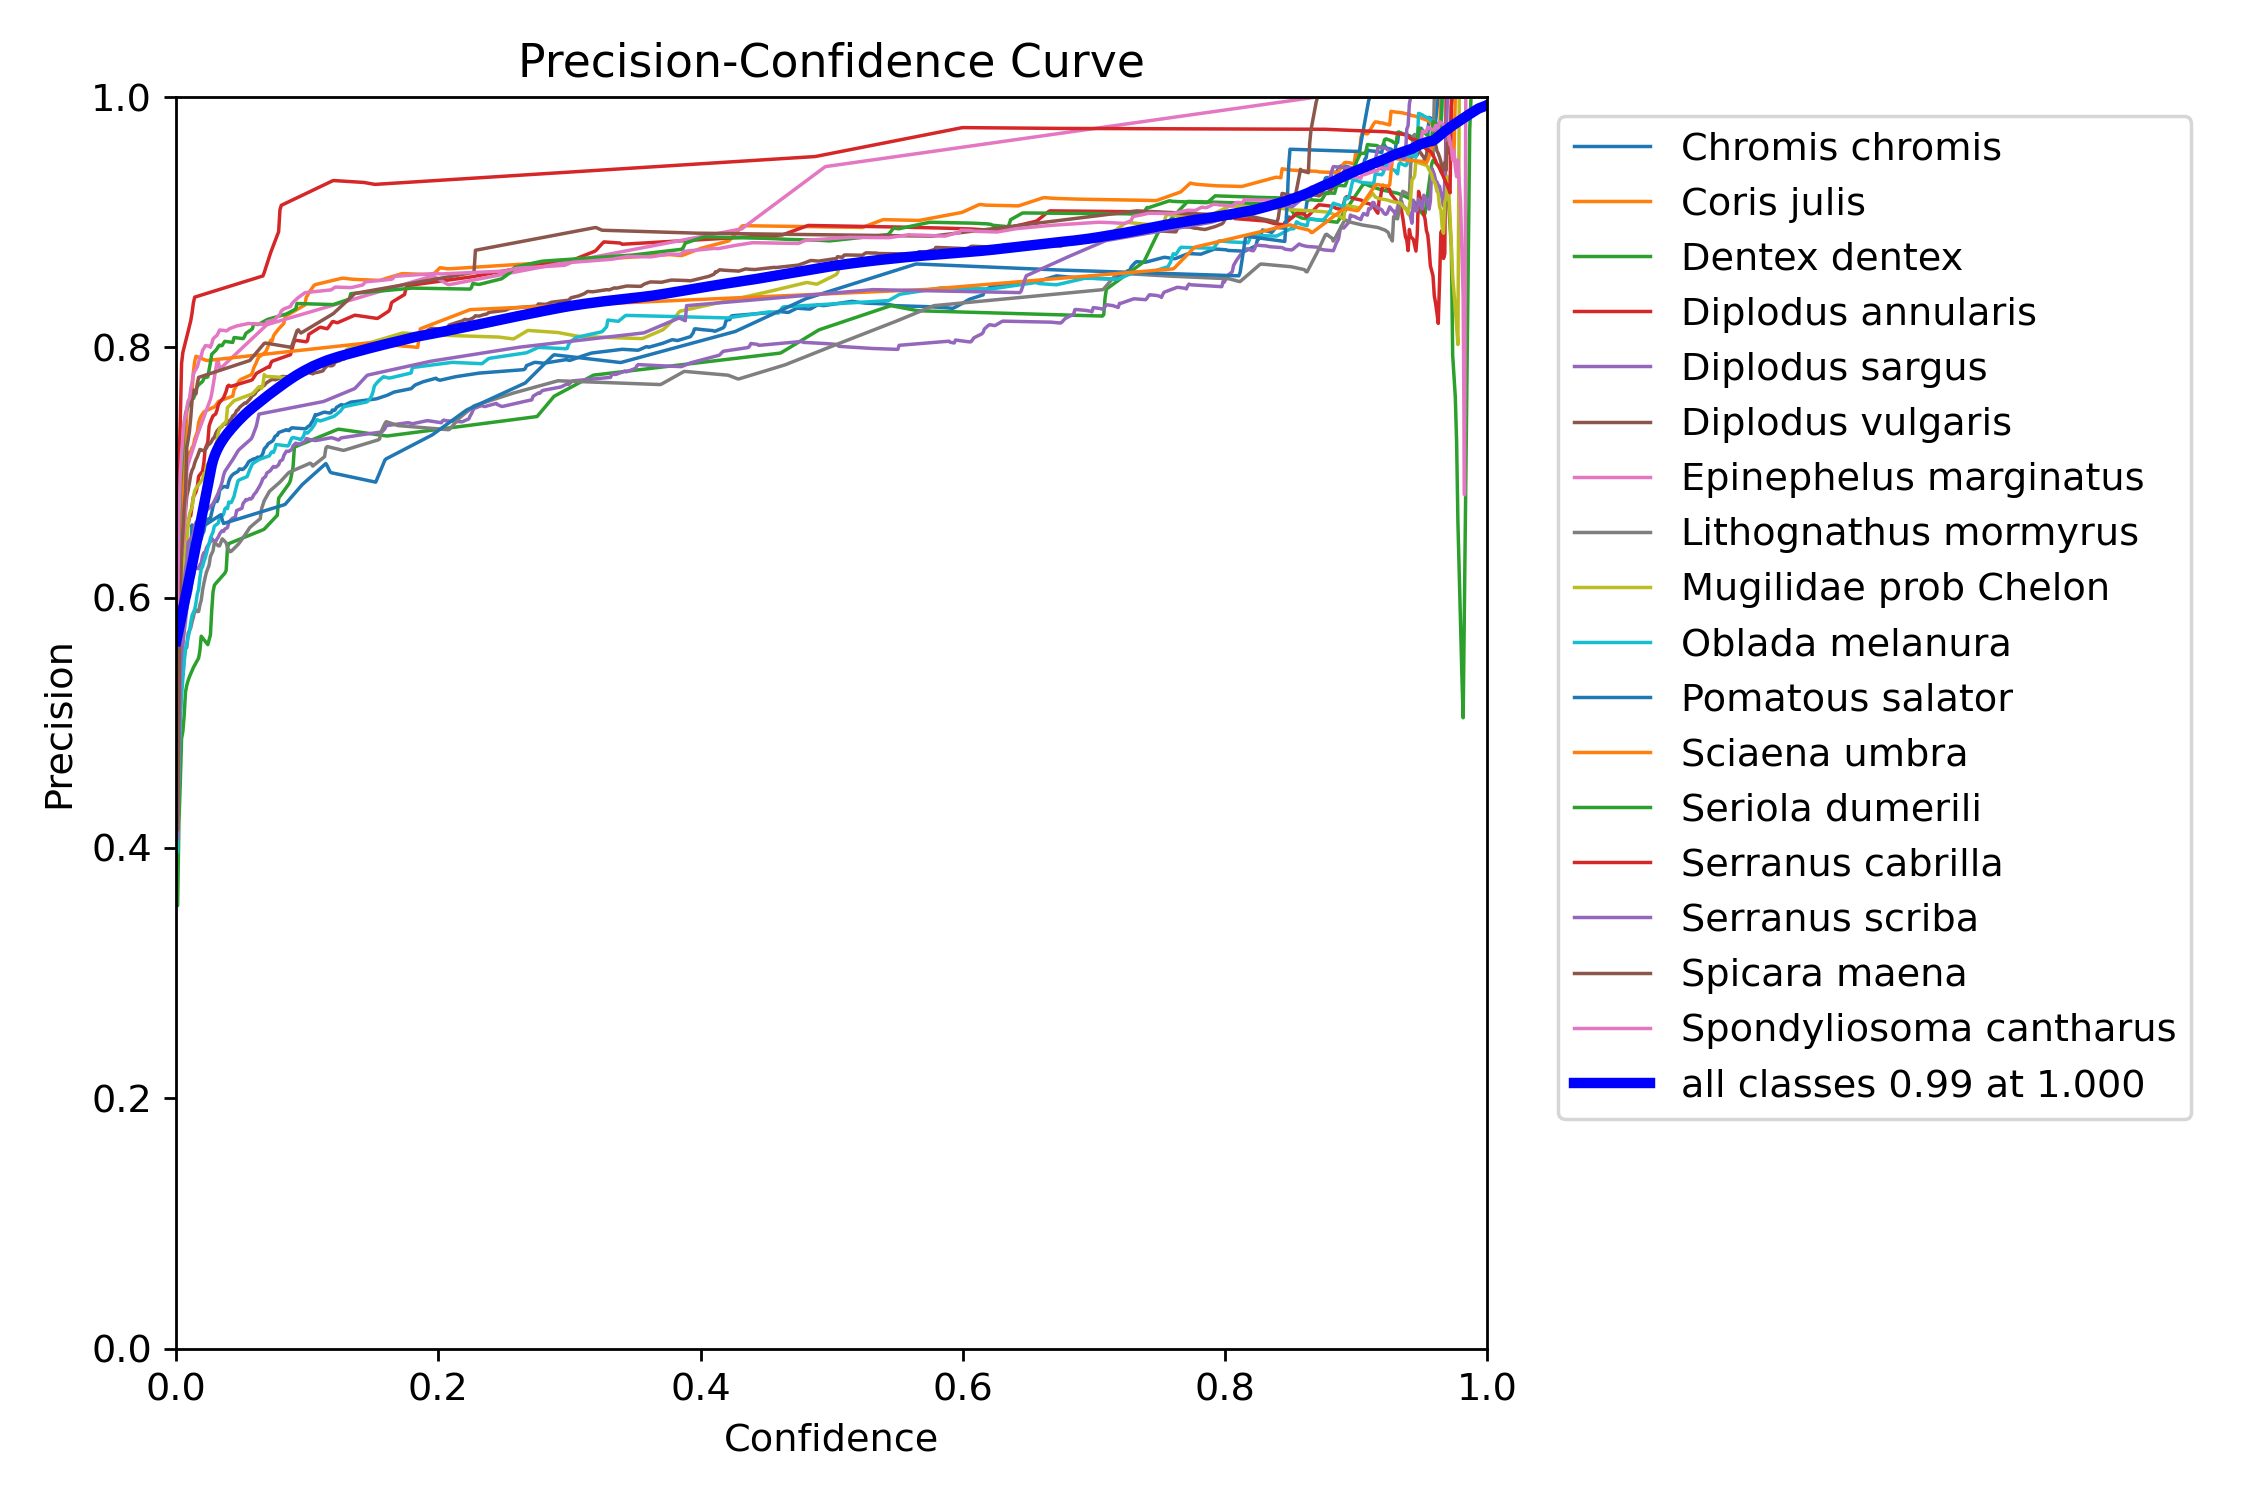 Precision-Confidence Curve
1.0
0.8
0.6
0.4
0.2
0.0
Precision
0.0 0.2 0.4 0.6 0.8 1.0
Confidence
Chromis chromis
Coris julis
Dentex dentex
Diplodus annularis
Diplodus sargus
Diplodus vulgaris
Epinephelus marginatus
Lithognathus mormyrus
Mugilidae prob Chelon
Oblada melanura
Pomatous salator
Sciaena umbra
Seriola dumerili
Serranus cabrilla
Serranus scriba
Spicara maena
Spondyliosoma cantharus
all classes 0.99 at 1.000